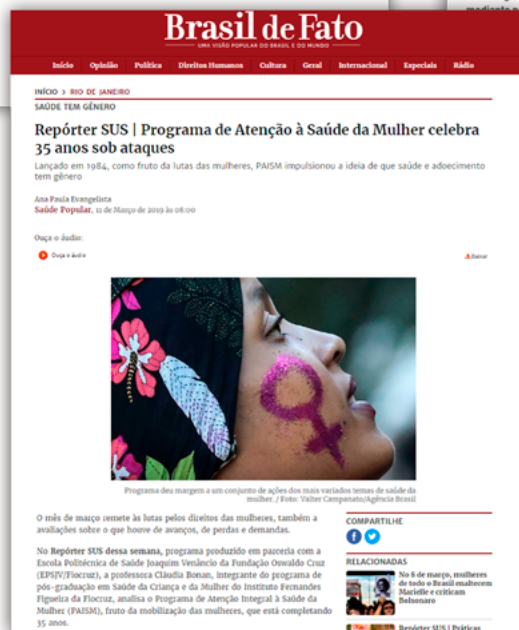 Brasil de Fato
UMA VISÃO POPULAR DO BRASIL E DO MUNDO
Início Opinião Política Direitos Humanos Cultura Geral Internacional Especiais Rádio
INÍCIO > RIO DE JANEIRO
SAÚDE TEM GÊNERO
Repórter SUS | Programa de Atenção à Saúde da Mulher celebra
35 anos sob ataques
Lançado em 1984, como fruto da lutas das mulheres, PAISM impulsionou a ideia de que saúde e adoecimento
tem gênero
Ana Paula Evangelista
Saúde Popular, 11 de Março de 2019 às 08:00
Ouça o áudio:
Ouça o áudio
Baixar
Programa deu margem a um conjunto de ações dos mais variados temas de saúde da
mulher. / Foto: Valter Campanato/Agência Brasil
O mês de março remete às lutas pelos direitos das mulheres, também a
avaliações sobre o que houve de avanços, de perdas e demandas.
No Repórter SUS dessa semana, programa produzido em parceria com a
Escola Politécnica de Saúde Joaquim Venâncio da Fundação Oswaldo Cruz
(EPSJV/Fiocruz), a professora Cláudia Bonan, integrante do programa de
pós-graduação em Saúde da Criança e da Mulher do Instituto Fernandes
Figueira da Fiocruz, analisa o Programa de Atenção Integral à Saúde da
Mulher (PAISM), fruto da mobilização das mulheres, que está completando
35 anos.
COMPARTILHE
RELACIONADAS
No 8 de março, mulheres
de todo o Brasil enaltecem
Marielle e criticam
Bolsonaro
Repórter SUS | Práticas